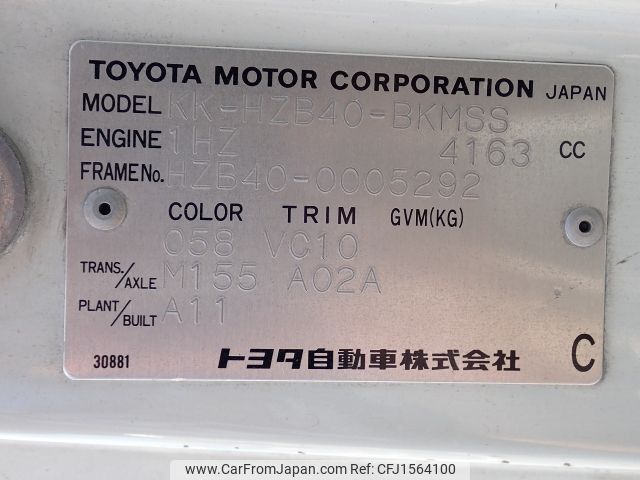 TOYOTA MOTOR CORPORATION JAPAN
MODEL KK-HZB40-BKMSS
ENGINE 1HZ 4163 CC
FRAME No. HZB40-0005292
COLOR TRIM GVM(KG)
058 VC10
TRANS./AXLE M155 A02A
PLANT/BUILT A11
30881 トヨタ自動車株式会社 C
www.CarFromJapan.com | Photo ID: CFJ1564100